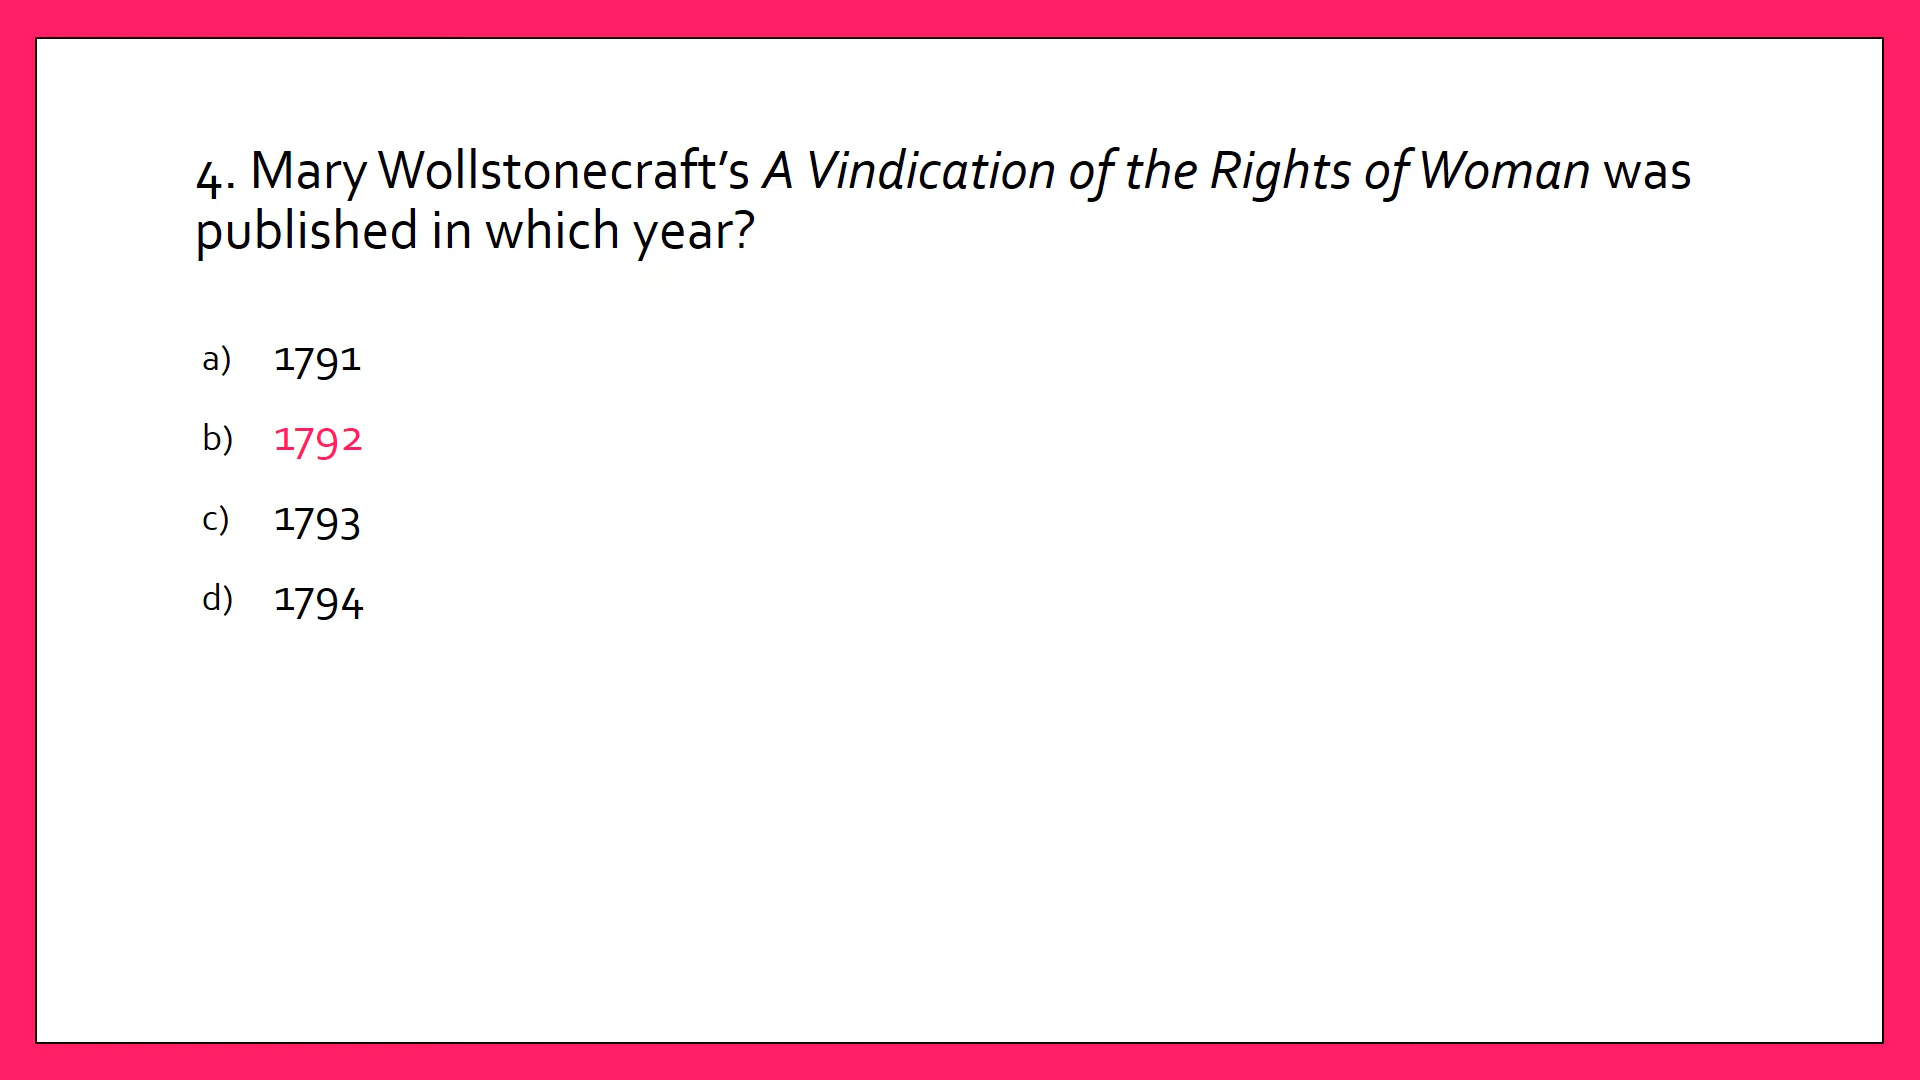 4. Mary Wollstonecraft’s A Vindication of the Rights of Woman was
published in which year?
a) 1791
b) 1792
c) 1793
d) 1794